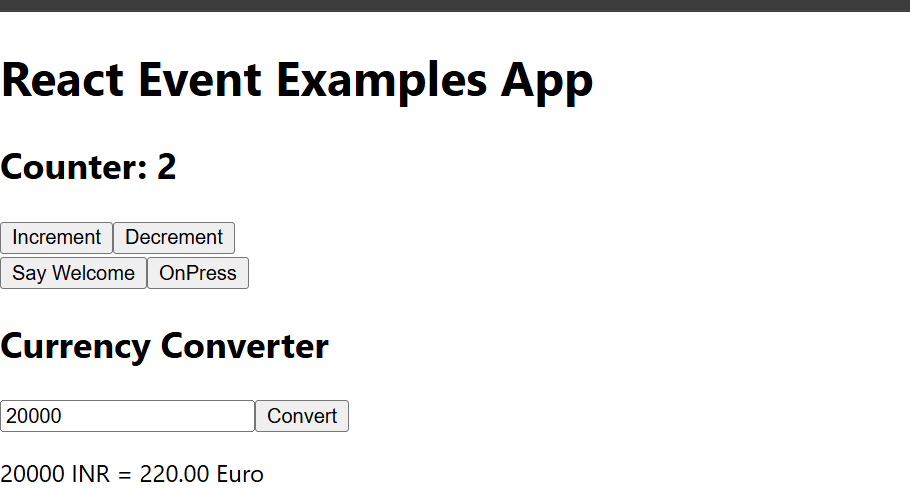 React Event Examples App
Counter: 2
Increment Decrement
Say Welcome OnPress
Currency Converter
20000 Convert
20000 INR = 220.00 Euro